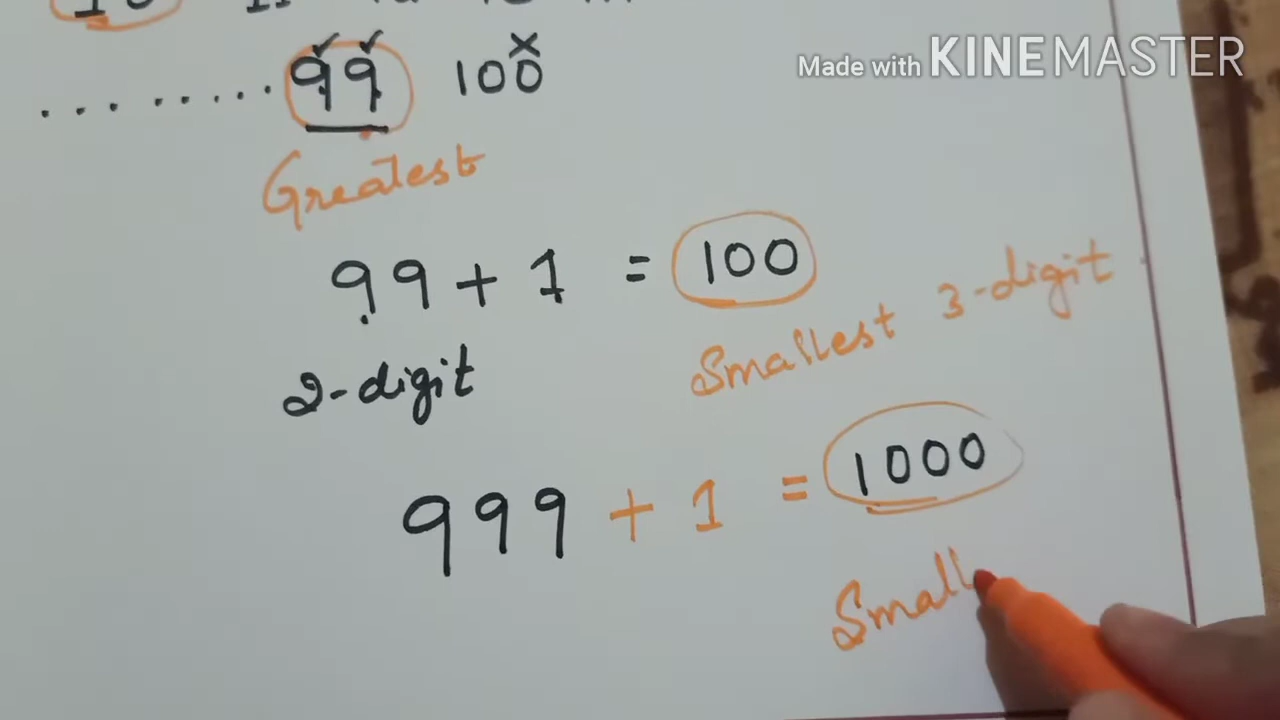 Made with KINEMASTER
.........99 100
Greatest
99 + 1 = 100
2-digit
Smallest 3-digit
999 + 1 = 1000
Small